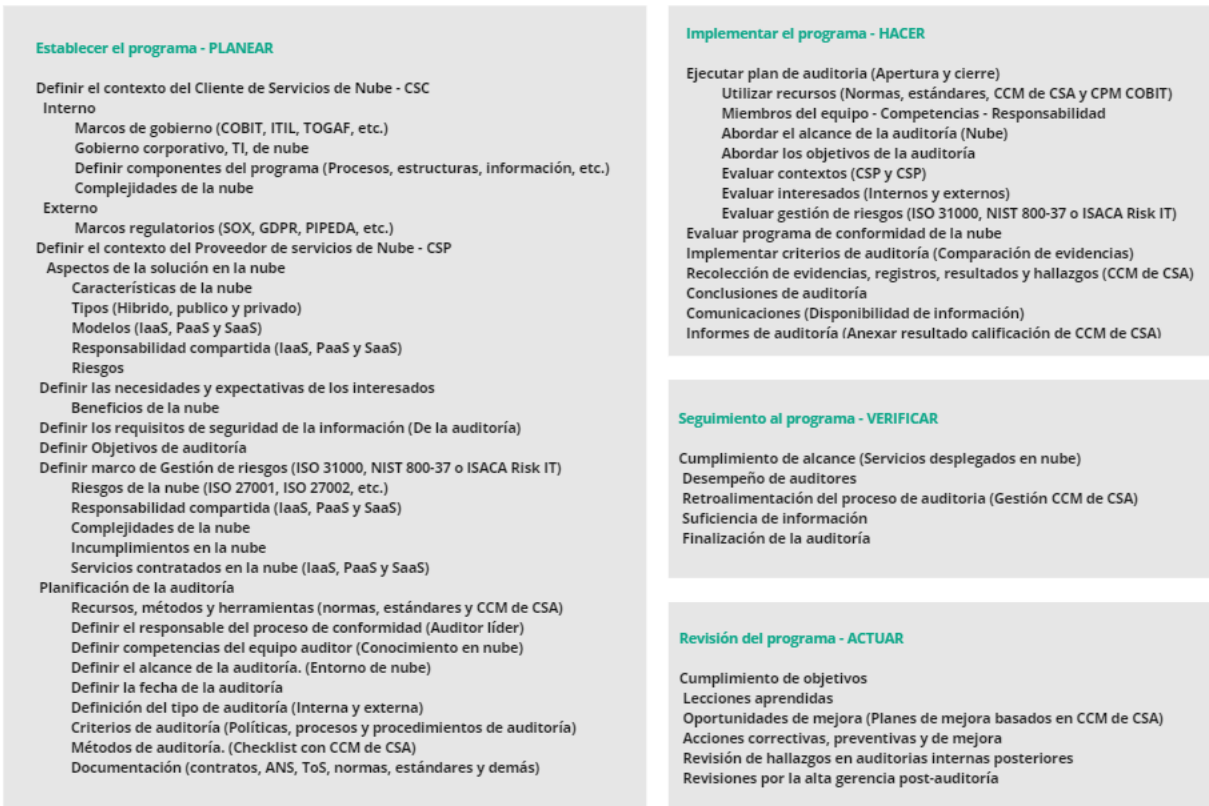 Establecer el programa - PLANEAR
Definir el contexto del Cliente de Servicios de Nube - CSC
Interno
Marcos de gobierno (COBIT, ITIL, TOGAF, etc.)
Gobierno corporativo, TI, de nube
Definir componentes del programa (Procesos, estructuras, información, etc.)
Complejidades de la nube
Externo
Marcos regulatorios (SOX, GDPR, PIPEDA, etc.)
Definir el contexto del Proveedor de servicios de Nube - CSP
Aspectos de la solución en la nube
Características de la nube
Tipos (Hibrido, publico y privado)
Modelos (IaaS, PaaS y SaaS)
Responsabilidad compartida (IaaS, PaaS y SaaS)
Riesgos
Definir las necesidades y expectativas de los interesados
Beneficios de la nube
Definir los requisitos de seguridad de la información (De la auditoría)
Definir Objetivos de auditoría
Definir marco de Gestión de riesgos (ISO 31000, NIST 800-37 o ISACA Risk IT)
Riesgos de la nube (ISO 27001, ISO 27002, etc.)
Responsabilidad compartida (IaaS, PaaS y SaaS)
Complejidades de la nube
Incumplimientos en la nube
Servicios contratados en la nube (IaaS, PaaS y SaaS)
Planificación de la auditoría
Recursos, métodos y herramientas (normas, estándares y CCM de CSA)
Definir el responsable del proceso de conformidad (Auditor líder)
Definir competencias del equipo auditor (Conocimiento en nube)
Definir el alcance de la auditoría. (Entorno de nube)
Definir la fecha de la auditoría
Definición del tipo de auditoría (Interna y externa)
Criterios de auditoría (Políticas, procesos y procedimientos de auditoría)
Métodos de auditoría. (Checklist con CCM de CSA)
Documentación (contratos, ANS, ToS, normas, estándares y demás)
Implementar el programa - HACER
Ejecutar plan de auditoria (Apertura y cierre)
Utilizar recursos (Normas, estándares, CCM de CSA y CPM COBIT)
Miembros del equipo - Competencias - Responsabilidad
Abordar el alcance de la auditoría (Nube)
Abordar los objetivos de la auditoría
Evaluar contextos (CSP y CSP)
Evaluar interesados (Internos y externos)
Evaluar gestión de riesgos (ISO 31000, NIST 800-37 o ISACA Risk IT)
Evaluar programa de conformidad de la nube
Implementar criterios de auditoría (Comparación de evidencias)
Recolección de evidencias, registros, resultados y hallazgos (CCM de CSA)
Conclusiones de auditoría
Comunicaciones (Disponibilidad de información)
Informes de auditoría (Anexar resultado calificación de CCM de CSA)
Seguimiento al programa - VERIFICAR
Cumplimiento de alcance (Servicios desplegados en nube)
Desempeño de auditores
Retroalimentación del proceso de auditoria (Gestión CCM de CSA)
Suficiencia de información
Finalización de la auditoría
Revisión del programa - ACTUAR
Cumplimiento de objetivos
Lecciones aprendidas
Oportunidades de mejora (Planes de mejora basados en CCM de CSA)
Acciones correctivas, preventivas y de mejora
Revisión de hallazgos en auditorias internas posteriores
Revisiones por la alta gerencia post-auditoría